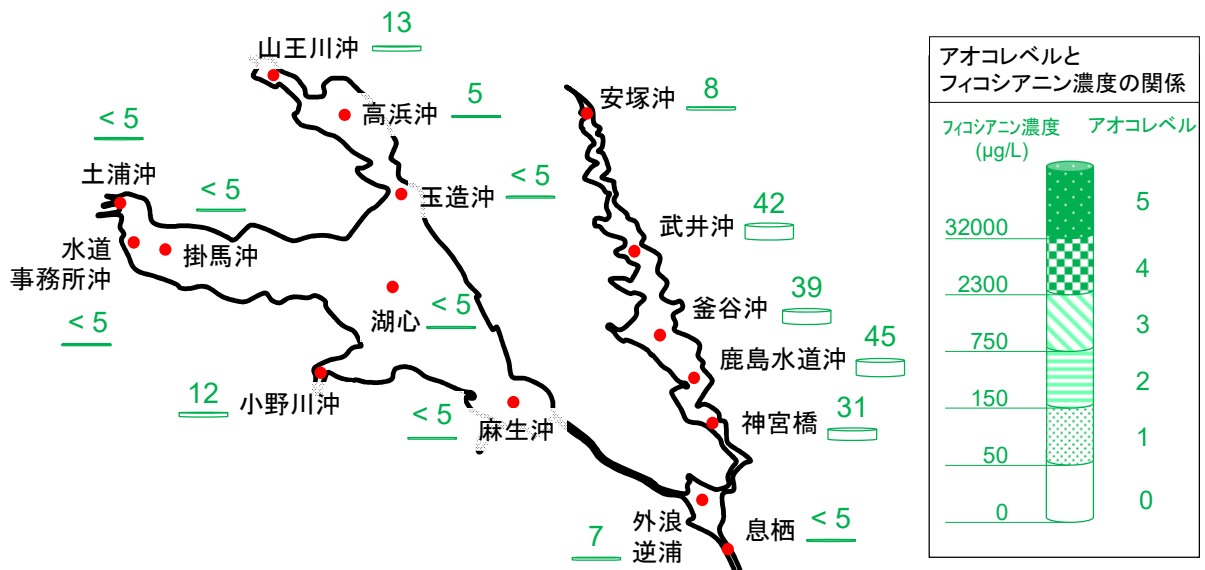 山王川沖
13
高浜沖
5
< 5
土浦沖
< 5
玉造沖
< 5
水道
事務所沖
掛馬沖
< 5
湖心
< 5
12
小野川沖
< 5
麻生沖
安塚沖
8
武井沖
42
釜谷沖
39
鹿島水道沖
45
神宮橋
31
外浪
逆浦
7
息栖
< 5
アオコレベルと
フィコシアニン濃度の関係
フィコシアニン濃度
(μg/L)
アオコレベル
5
32000
4
2300
3
750
2
150
1
50
0
0